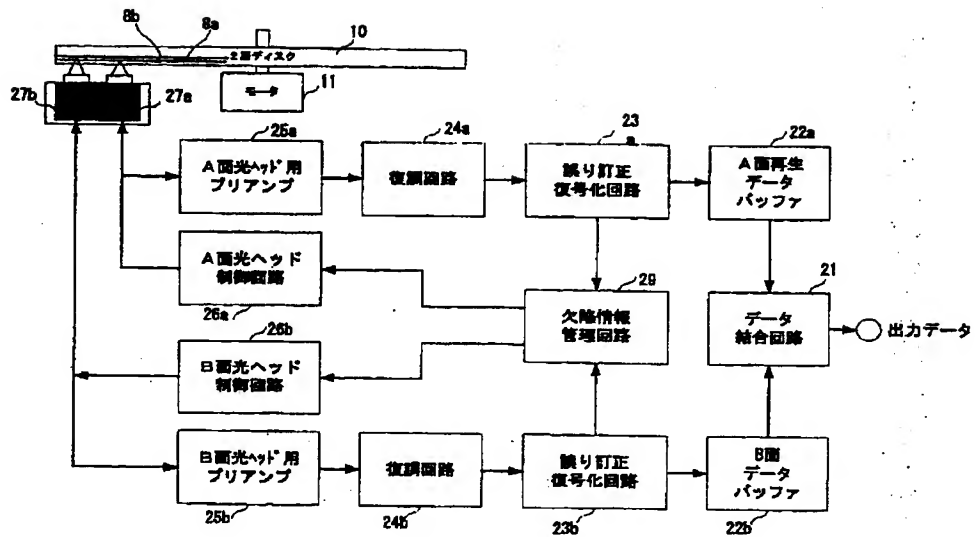 8b
8a
10
2層ディスク
モータ
11
27b
27a
25a
A面光ヘッド用
プリアンプ
24a
復調回路
23
a
誤り訂正
復号化回路
22a
A面再生
データ
バッファ
A面光ヘッド
制御回路
26a
29
欠陥情報
管理回路
21
データ
結合回路
出力データ
26b
B面光ヘッド
制御回路
B面光ヘッド用
プリアンプ
25b
復調回路
24b
誤り訂正
復号化回路
23b
B面
データ
バッファ
22b